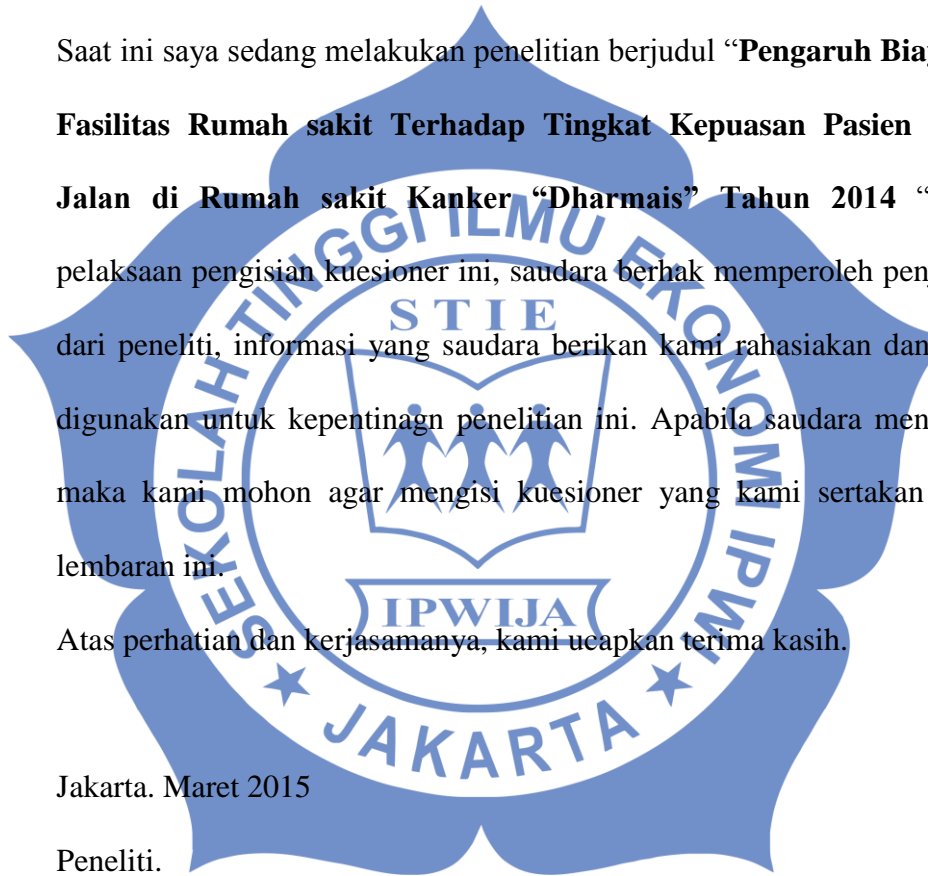 Saat ini saya sedang melakukan penelitian berjudul “Pengaruh
Fasilitas Rumah sakit Terhadap Tingkat Kepuasan Pasien
Jalan di Rumah sakit Kanker “Dharmais” Tahun 2014 “
pelaksaan pengisian kuesioner ini, saudara berhak memperoleh
dari peneliti, informasi yang saudara berikan kami rahasiakan dan
digunakan untuk kepentinagn penelitian ini. Apabila saudara
maka kami mohon agar mengisi kuesioner yang kami sertakan
lembaran ini.
Atas perhatian dan kerjasamanya, kami ucapkan terima kasih.
Jakarta. Maret 2015
Peneliti.
SEKOLAH TINGGI ILMU EKONOMI IPWI
STIE
IPWIJA
JAKARTA